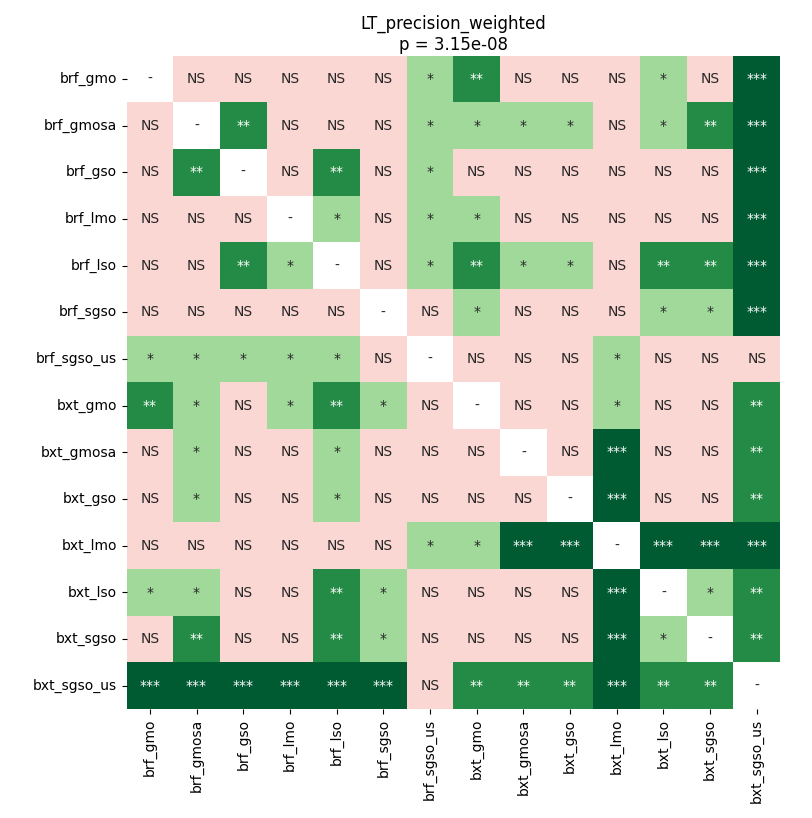 LT_precision_weighted
p = 3.15e-08
brf_gmo - NS NS NS NS NS * ** NS NS NS * NS ***
brf_gmosa NS - ** NS NS NS * * * * NS * ** ***
brf_gso NS ** - NS ** NS * NS NS NS NS NS NS ***
brf_lmo NS NS NS - * NS * * NS NS NS NS NS ***
brf_lso NS NS ** * - NS * ** * * NS ** ** ***
brf_sgso NS NS NS NS NS - NS * NS NS NS * * ***
brf_sgso_us * * * * * NS - NS NS NS * NS NS NS
bxt_gmo ** * NS * ** * NS - NS NS * NS NS **
bxt_gmosa NS * NS NS * NS NS NS - NS *** NS NS **
bxt_gso NS * NS NS * NS NS NS NS - *** NS NS **
bxt_lmo NS NS NS NS NS NS * * *** *** - *** *** ***
bxt_lso * * NS NS ** * NS NS NS NS *** - * **
bxt_sgso NS ** NS NS ** * NS NS NS NS *** * - **
bxt_sgso_us *** *** *** *** *** *** NS ** ** ** *** ** ** -
brf_gmo brf_gmosa brf_gso brf_lmo brf_lso brf_sgso brf_sgso_us bxt_gmo bxt_gmosa bxt_gso bxt_lmo bxt_lso bxt_sgso bxt_sgso_us